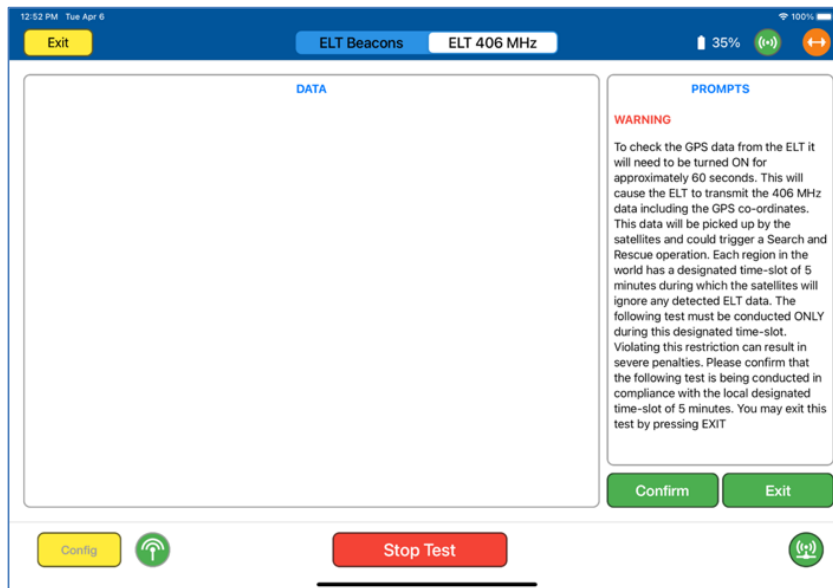 12:52 PM Tue Apr 6 100%
Exit ELT Beacons ELT 406 MHz 35%
DATA
PROMPTS
WARNING
To check the GPS data from the ELT it
will need to be turned ON for
approximately 60 seconds. This will
cause the ELT to transmit the 406 MHz
data including the GPS co-ordinates.
This data will be picked up by the
satellites and could trigger a Search and
Rescue operation. Each region in the
world has a designated time-slot of 5
minutes during which the satellites will
ignore any detected ELT data. The
following test must be conducted ONLY
during this designated time-slot.
Violating this restriction can result in
severe penalties. Please confirm that
the following test is being conducted in
compliance with the local designated
time-slot of 5 minutes. You may exit this
test by pressing EXIT
Confirm Exit
Config Stop Test